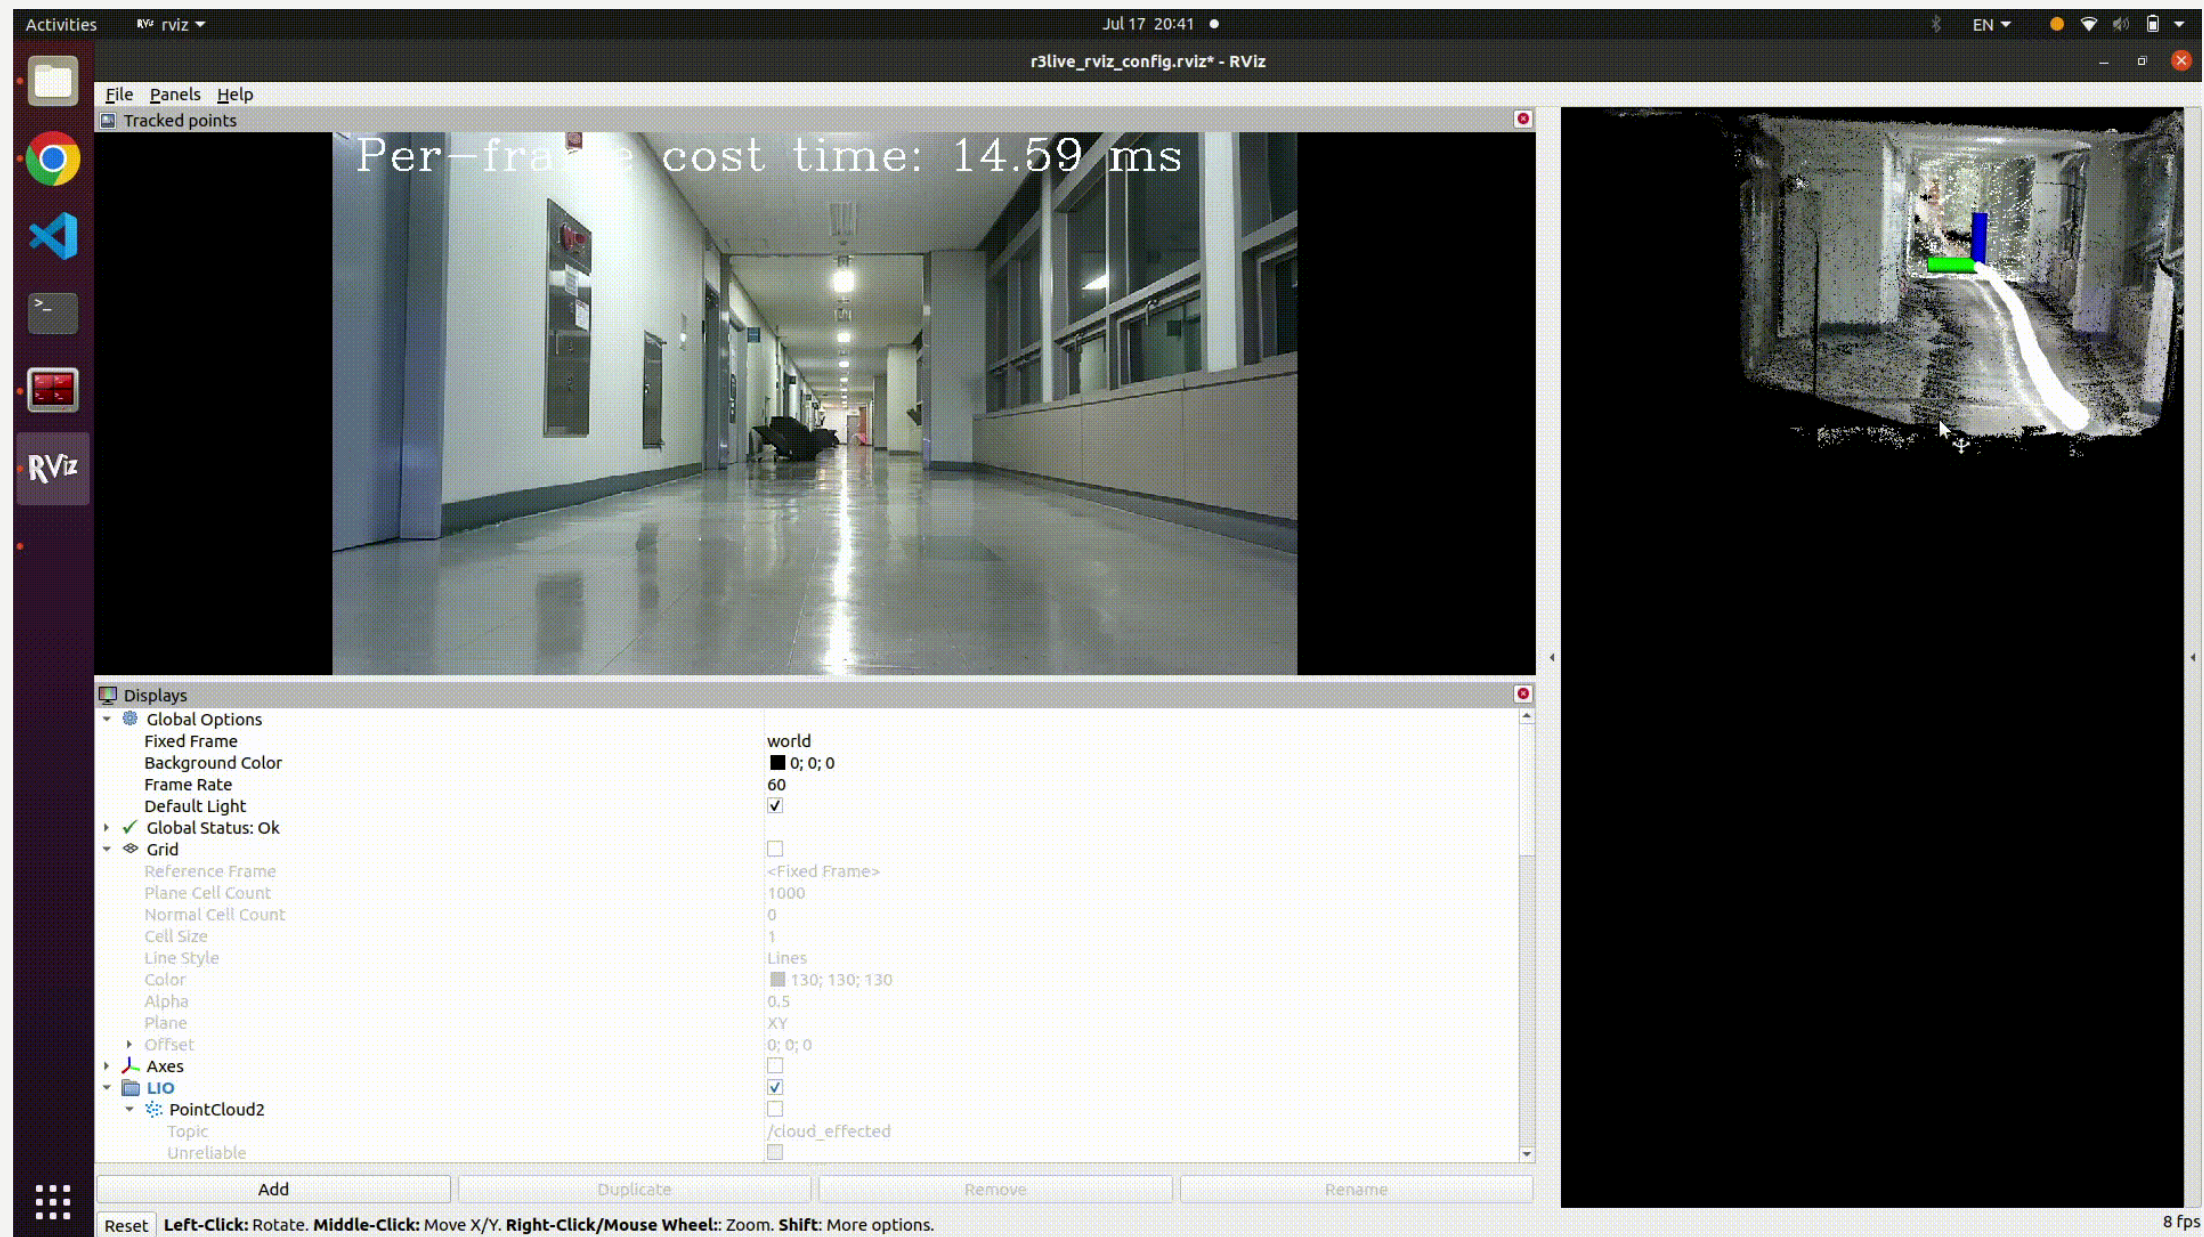 Activities RViz rviz Jul 17 20:41 EN
r3live_rviz_config.rviz* - RViz
File Panels Help
Tracked points
Per-frame cost time: 14.59 ms
RViz
Displays
Global Options
Fixed Frame world
Background Color 0; 0; 0
Frame Rate 60
Default Light
Global Status: Ok
Grid
Reference Frame <Fixed Frame>
Plane Cell Count 1000
Normal Cell Count 0
Cell Size 1
Line Style Lines
Color 130; 130; 130
Alpha 0.5
Plane XY
Offset 0; 0; 0
Axes
LIO
PointCloud2
Topic /cloud_effected
Unreliable
Add Duplicate Remove Rename
Reset Left-Click: Rotate. Middle-Click: Move X/Y. Right-Click/Mouse Wheel:: Zoom. Shift: More options. 8 fps